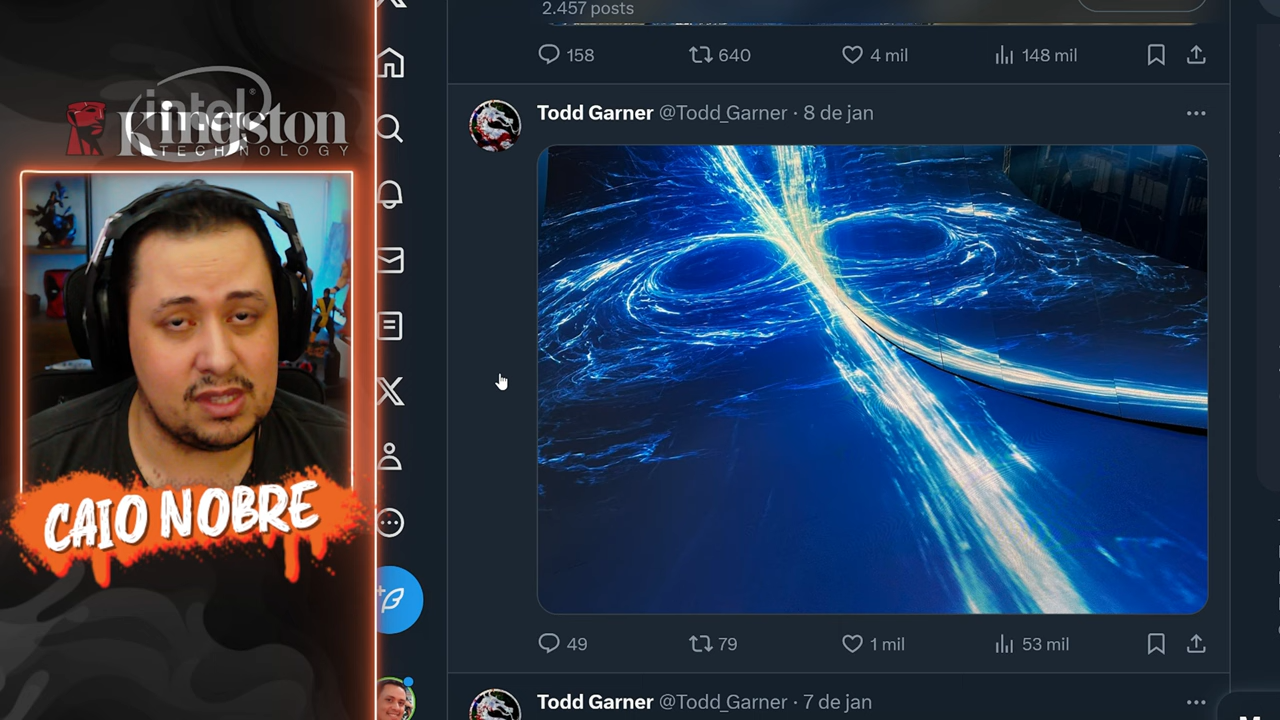 intel
Kingston
TECHNOLOGY
CAIO NOBRE
2.457 posts
158 640 4 mil 148 mil
Todd Garner @Todd_Garner · 8 de jan
49 79 1 mil 53 mil
Todd Garner @Todd_Garner · 7 de jan